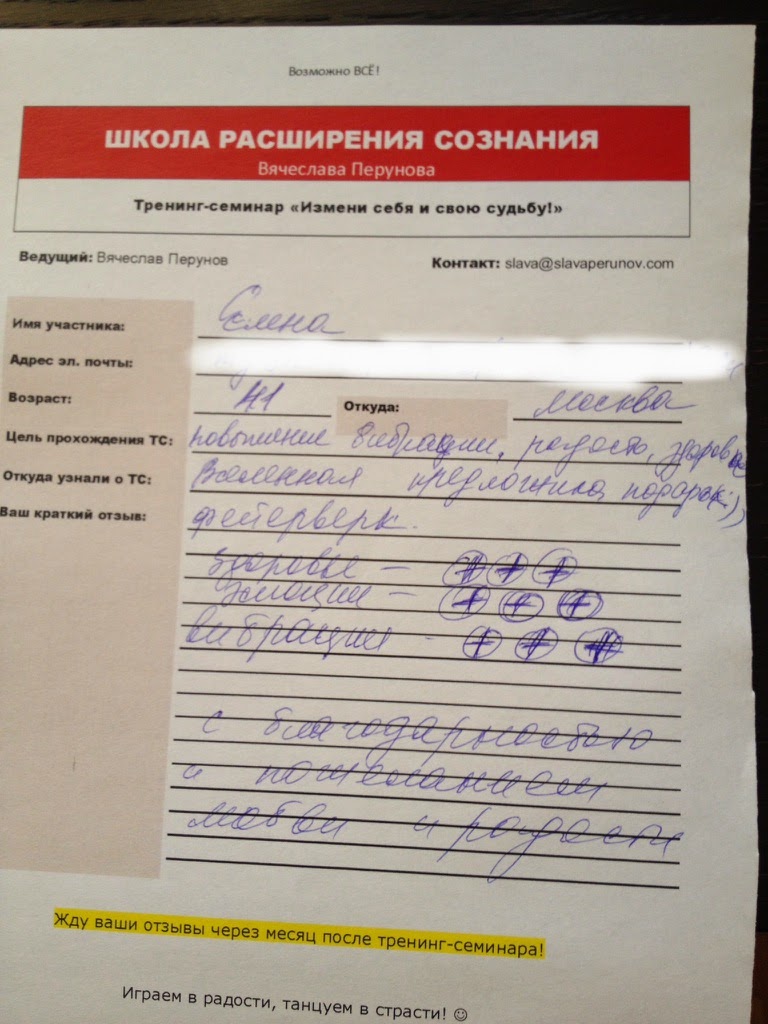 Возможно ВСЁ!
ШКОЛА РАСШИРЕНИЯ СОЗНАНИЯ
Вячеслава Перунова
Тренинг-семинар «Измени себя и свою судьбу!»
Ведущий: Вячеслав Перунов Контакт: slava@slavaperunov.com
Имя участника: Елена
Адрес эл. почты:
Возраст: 41 Откуда: Москва
Цель прохождения ТС: повышение вибрации, радость, здоровье
Откуда узнали о ТС: Вселенная предложила подарок:))
Ваш краткий отзыв: фейерверк.
Здоровье – + + +
Эмоции – + + +
вибрации - + + +
с благодарностью
и пожеланием
любви и радости
Жду ваши отзывы через месяц после тренинг-семинара!
Играем в радости, танцуем в страсти! ☺